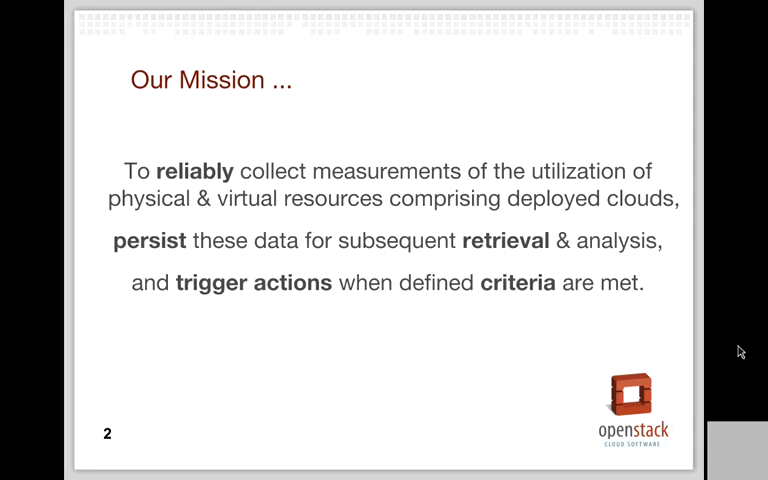 Our Mission ...
To reliably collect measurements of the utilization of
physical & virtual resources comprising deployed clouds,
persist these data for subsequent retrieval & analysis,
and trigger actions when defined criteria are met.
2
openstack
CLOUD SOFTWARE